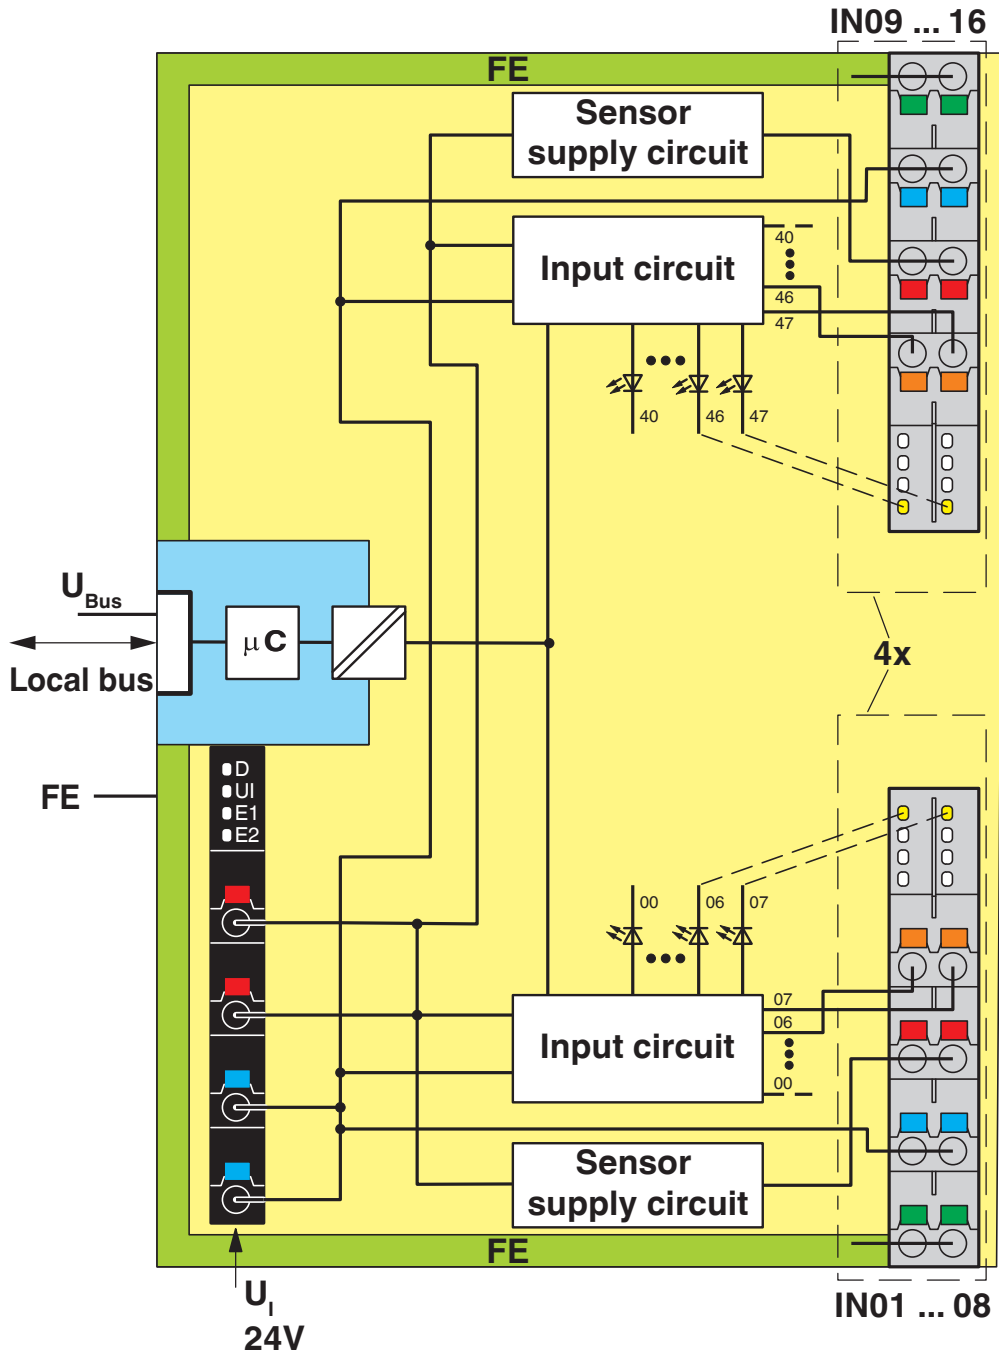 IN09 ... 16
FE
Sensor
supply circuit
Input circuit
40
46
47
40
46
47
U Bus
Local bus
µC
4x
FE
D
UI
E1
E2
00
06
07
Input circuit
07
06
00
Sensor
supply circuit
FE
U I
24V
IN01 ... 08